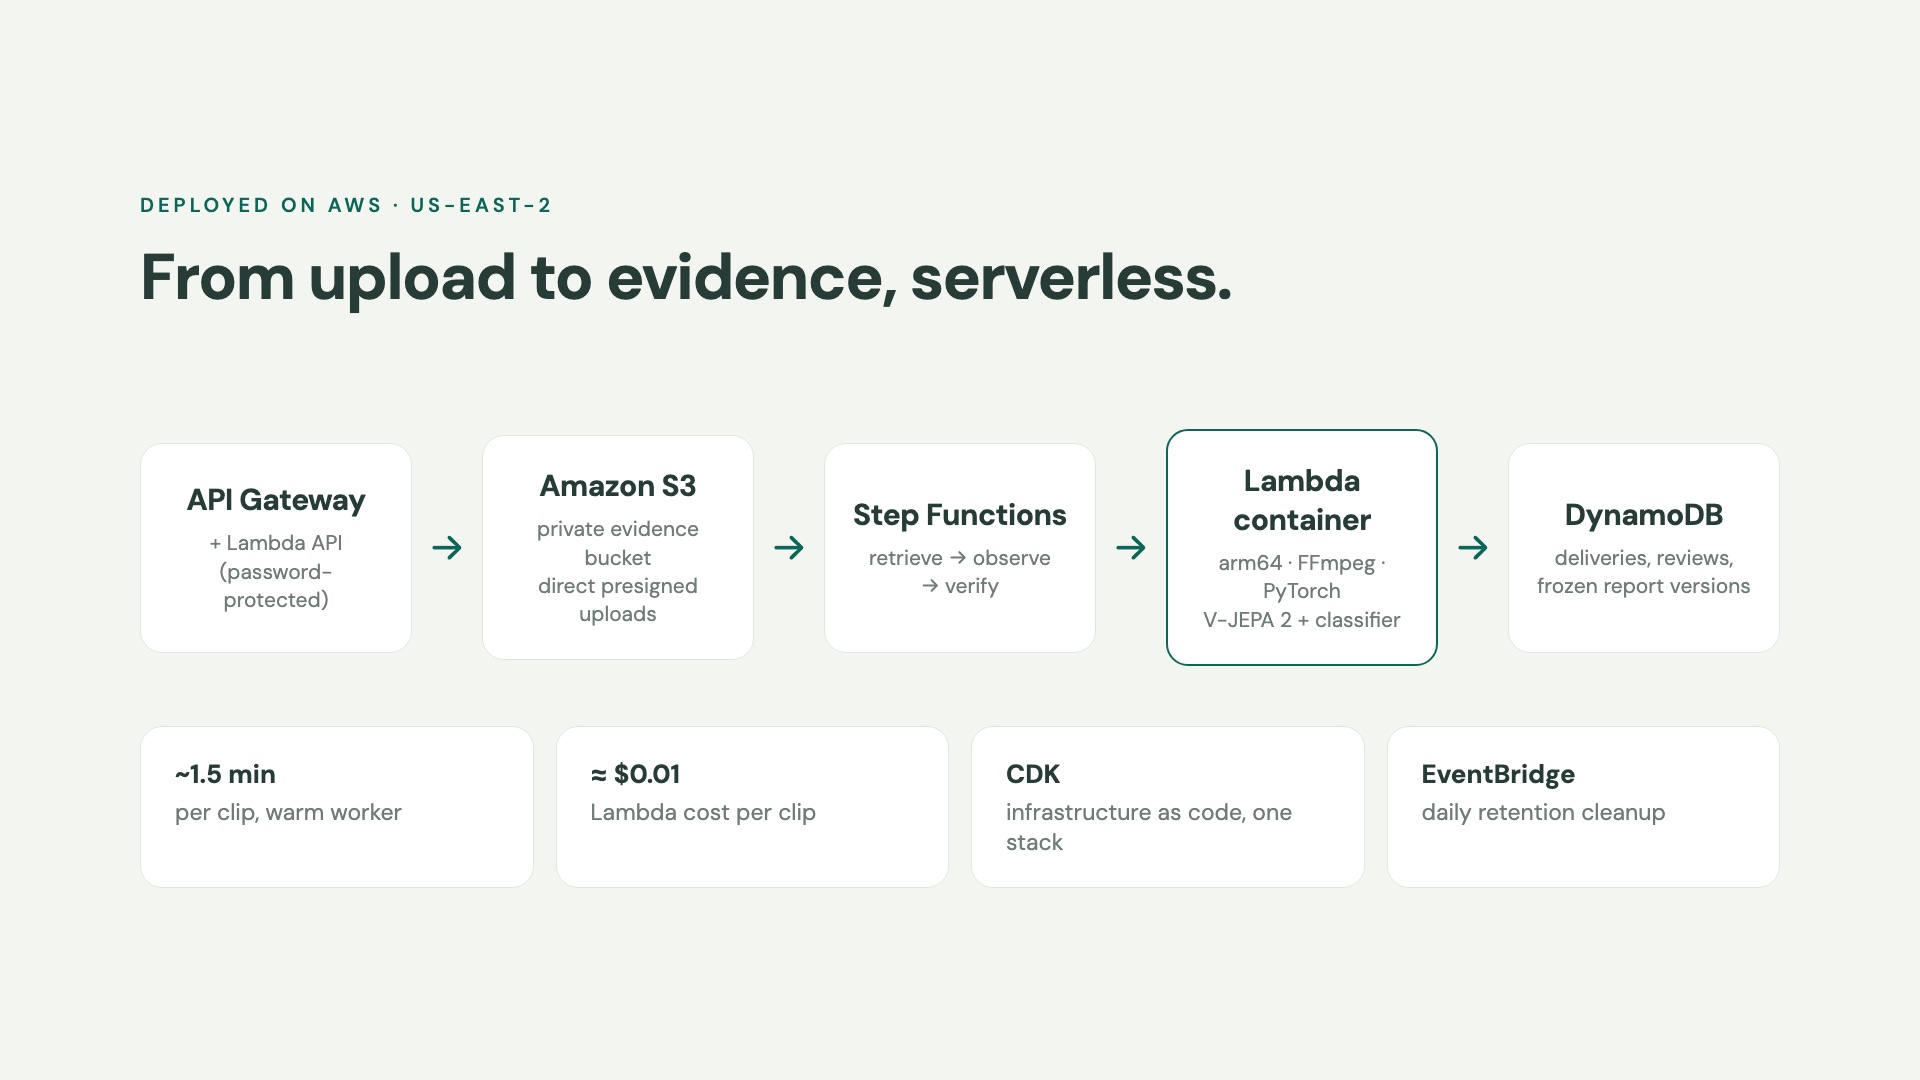 DEPLOYED ON AWS · US-EAST-2
From upload to evidence, serverless.
API Gateway
+ Lambda API
(password-
protected)
→
Amazon S3
private evidence
bucket
direct presigned
uploads
→
Step Functions
retrieve → observe
→ verify
→
Lambda
container
arm64 · FFmpeg ·
PyTorch
V-JEPA 2 + classifier
→
DynamoDB
deliveries, reviews,
frozen report versions
~1.5 min
per clip, warm worker
≈ $0.01
Lambda cost per clip
CDK
infrastructure as code, one
stack
EventBridge
daily retention cleanup